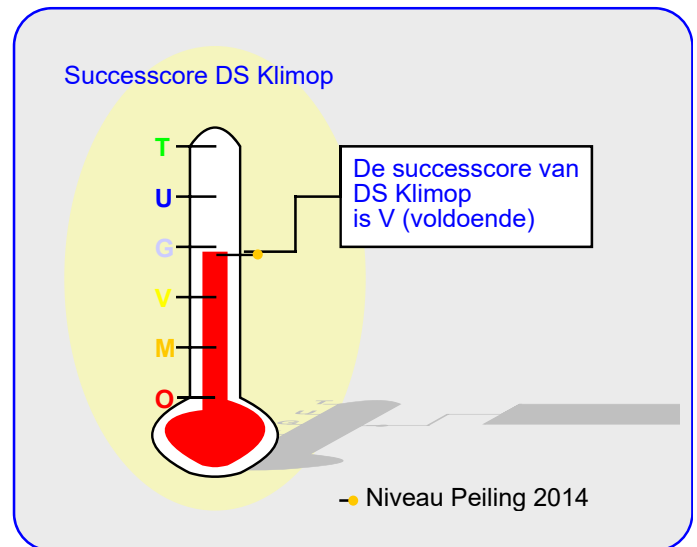 Successcore DS Klimop
T
U
G
V
M
O
De successcore van
DS Klimop
is V (voldoende)
T
U
G
Niveau Peiling 2014